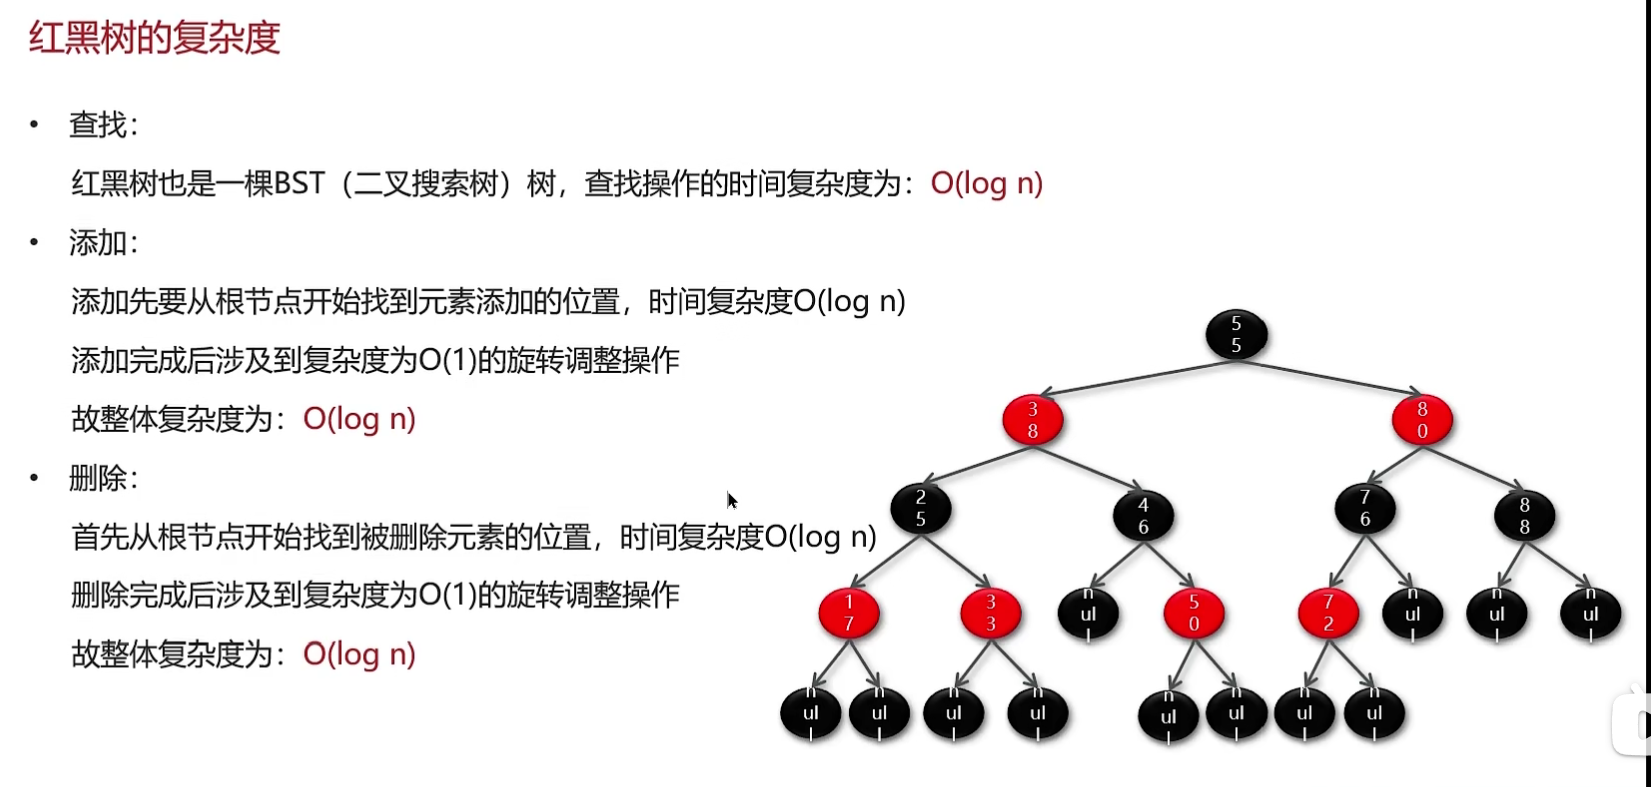 红黑树的复杂度
• 查找：
红黑树也是一棵BST（二叉搜索树）树，查找操作的时间复杂度为：O(log n)
• 添加：
添加先要从根节点开始找到元素添加的位置，时间复杂度O(log n)
添加完成后涉及到复杂度为O(1)的旋转调整操作
故整体复杂度为：O(log n)
• 删除：
首先从根节点开始找到被删除元素的位置，时间复杂度O(log n)
删除完成后涉及到复杂度为O(1)的旋转调整操作
故整体复杂度为：O(log n)
55
38 80
25 46 76 88
17 33 null 50 72 null null null
null null null null null null null null